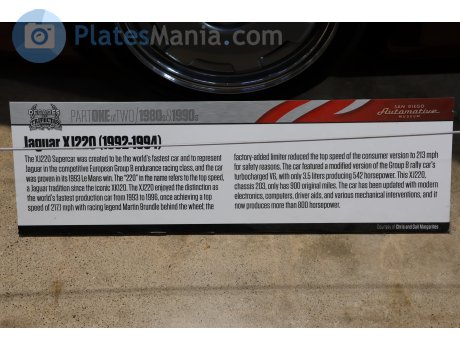 PlatesMania.com
PART ONE of TWO / 1980s & 1990s
SAN DIEGO
Automotive
MUSEUM
Jaguar XJ220 (1992-1994)
The XJ220 Supercar was created to be the world's fastest car and to represent
Jaguar in the competitive European Group B endurance racing class, and the car
was proven in its 1993 Le Mans win. The "220" in the name refers to the top speed,
a Jaguar tradition since the iconic XK120. The XJ220 enjoyed the distinction as
the world's fastest production car from 1993 to 1996, once achieving a top
speed of 217.1 mph with racing legend Martin Brundle behind the wheel, the
factory-added limiter reduced the top speed of the consumer version to 213 mph
for safety reasons. The car featured a modified version of the Group B rally car's
turbocharged V6, with only 3.5 liters producing 542 horsepower. This XJ220,
chassis 203, only has 900 original miles. The car has been updated with modern
electronics, computers, driver aids, and various mechanical interventions, and it
now produces more than 800 horsepower.
Courtesy of Chris and Gail Margarites